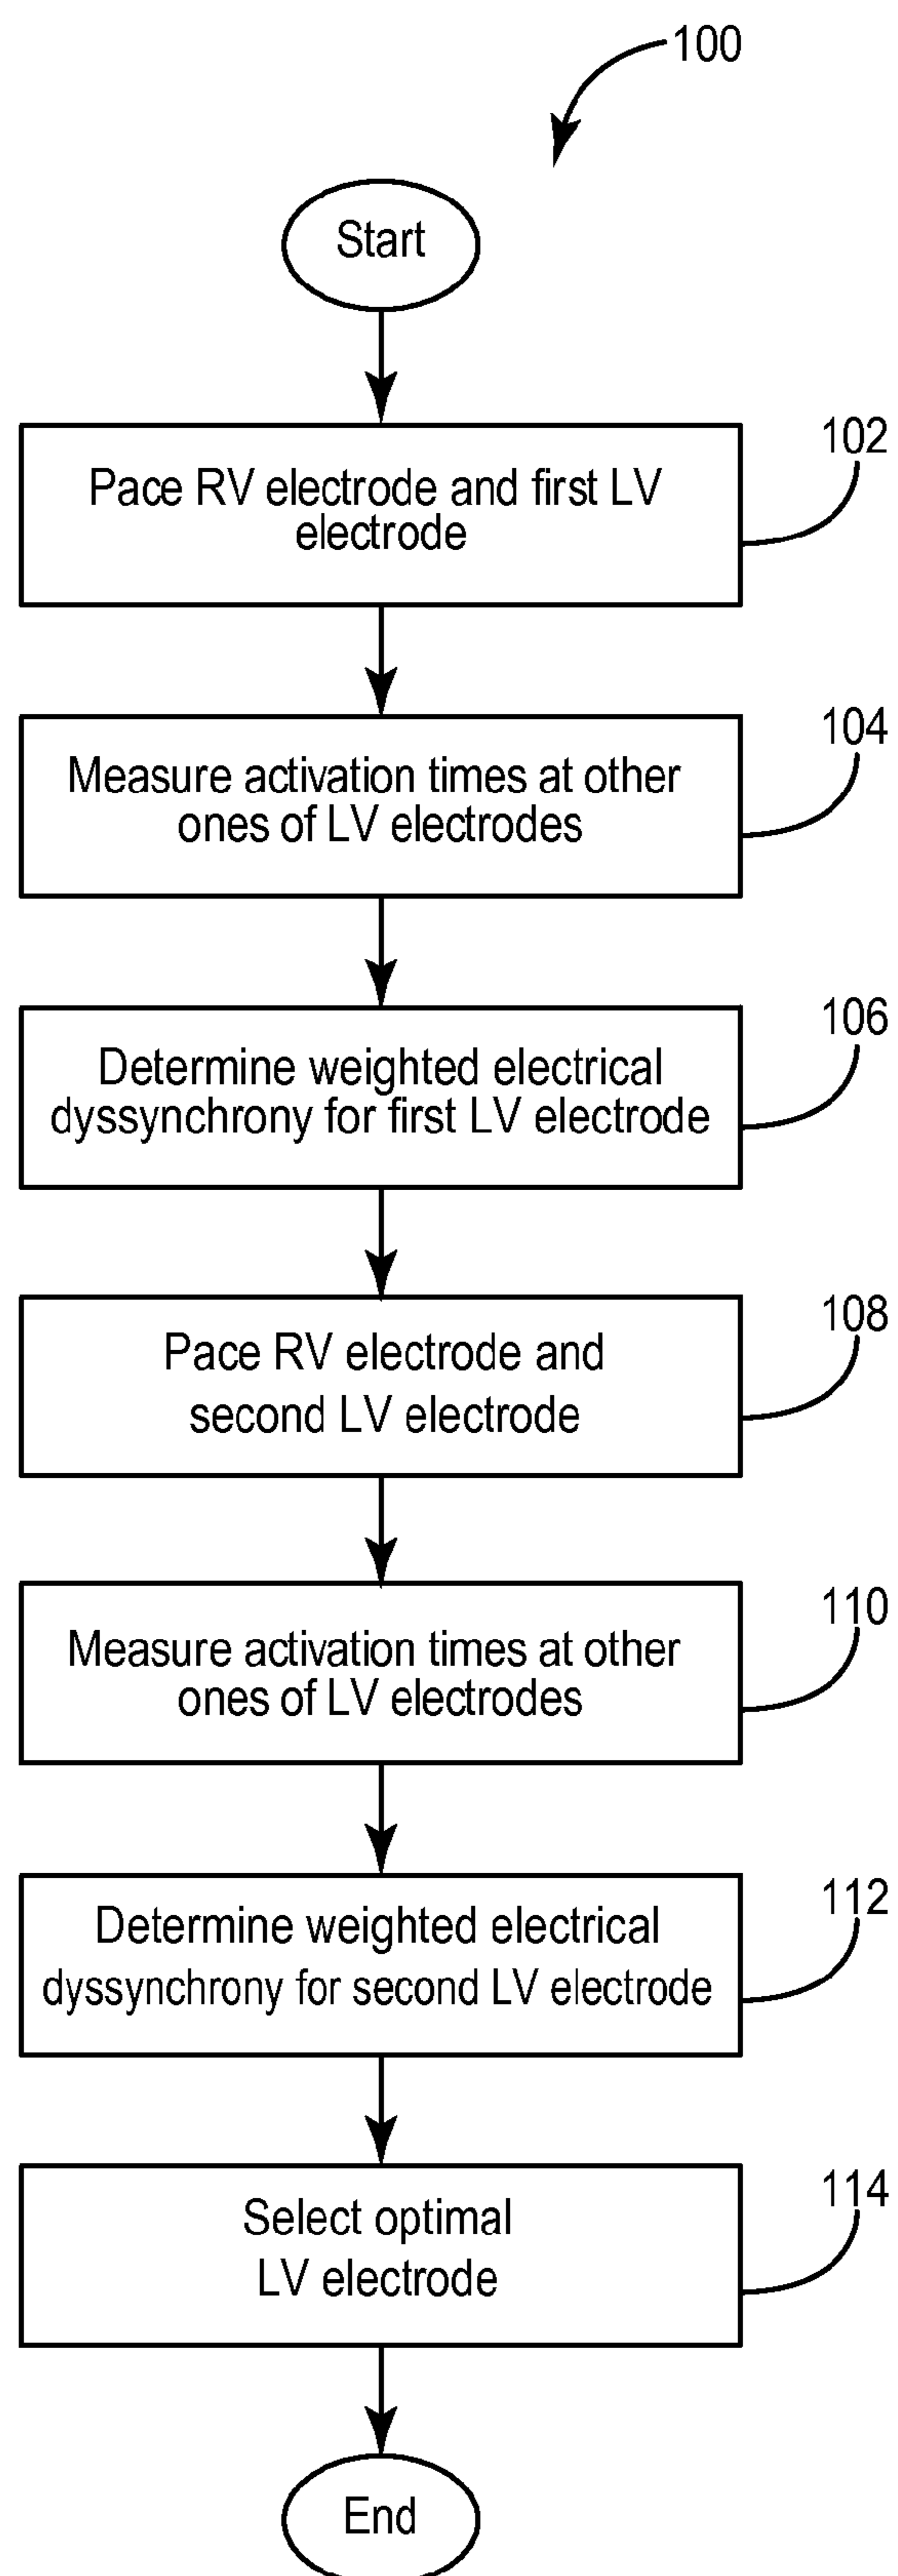 100
Start
102
Pace RV electrode and first LV
electrode
104
Measure activation times at other
ones of LV electrodes
106
Determine weighted electrical
dyssynchrony for first LV electrode
108
Pace RV electrode and
second LV electrode
110
Measure activation times at other
ones of LV electrodes
112
Determine weighted electrical
dyssynchrony for second LV electrode
114
Select optimal
LV electrode
End